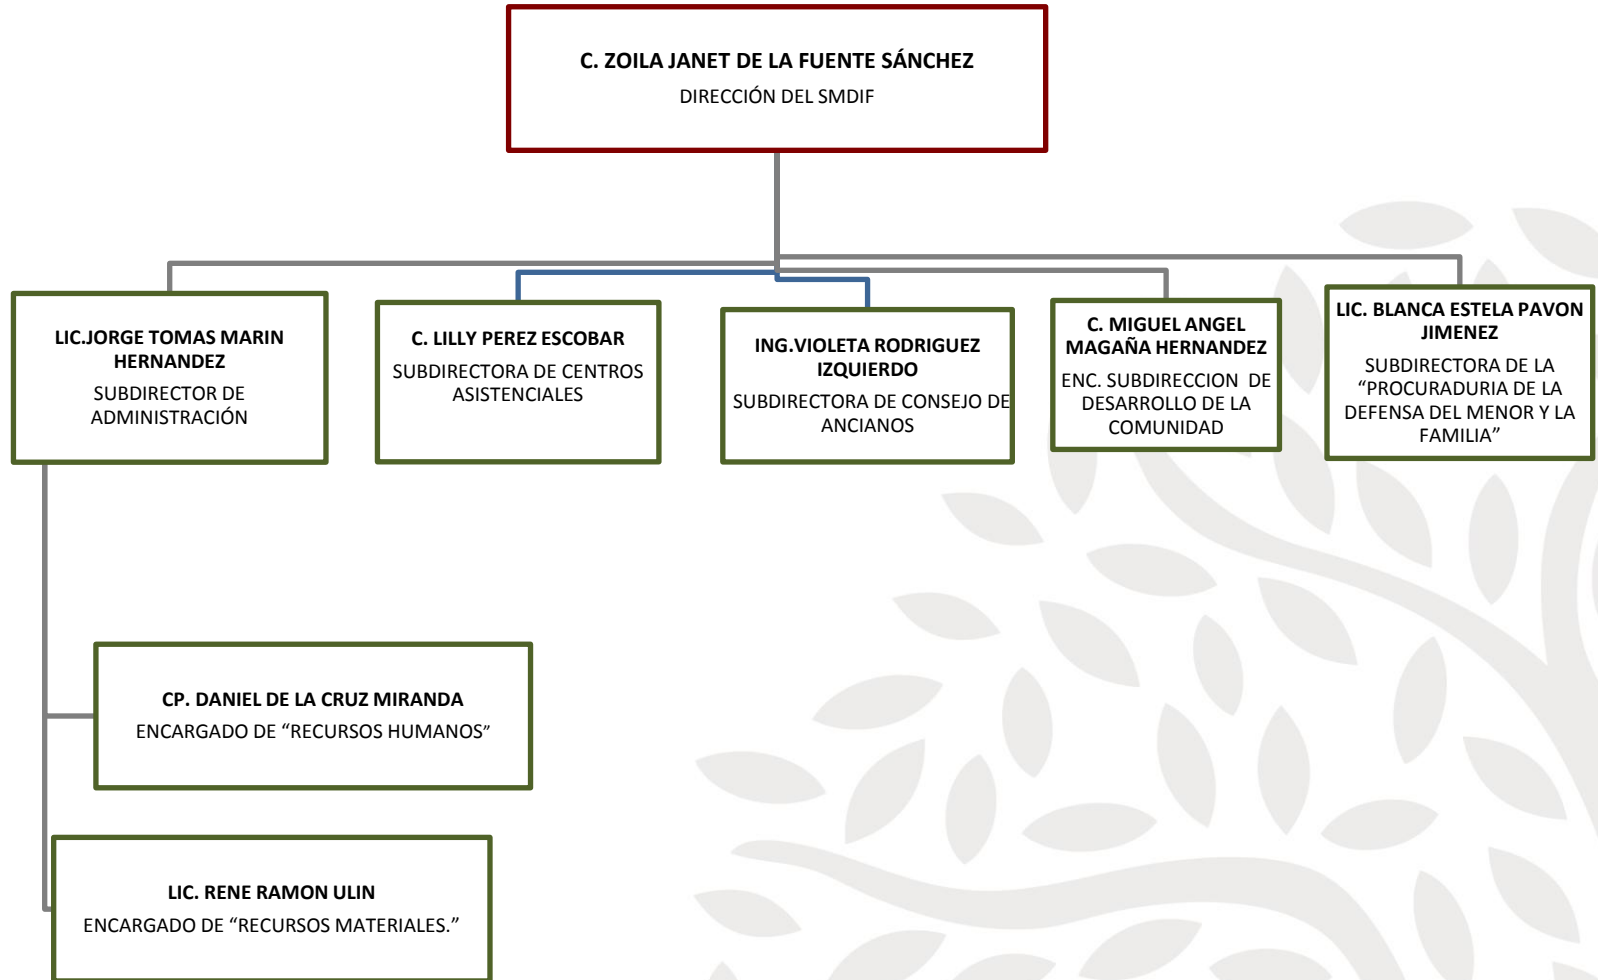 C. ZOILA JANET DE LA FUENTE SÁNCHEZ
DIRECCIÓN DEL SMDIF
LIC.JORGE TOMAS MARIN
HERNANDEZ
SUBDIRECTOR DE
ADMINISTRACIÓN
C. LILLY PEREZ ESCOBAR
SUBDIRECTORA DE CENTROS
ASISTENCIALES
ING.VIOLETA RODRIGUEZ
IZQUIERDO
SUBDIRECTORA DE CONSEJO DE
ANCIANOS
C. MIGUEL ANGEL
MAGAÑA HERNANDEZ
ENC. SUBDIRECCION  DE
DESARROLLO DE LA
COMUNIDAD
LIC. BLANCA ESTELA PAVON
JIMENEZ
SUBDIRECTORA DE LA
“PROCURADURIA DE LA
DEFENSA DEL MENOR Y LA
FAMILIA”
CP. DANIEL DE LA CRUZ MIRANDA
ENCARGADO DE “RECURSOS HUMANOS”
LIC. RENE RAMON ULIN
ENCARGADO DE “RECURSOS MATERIALES.”